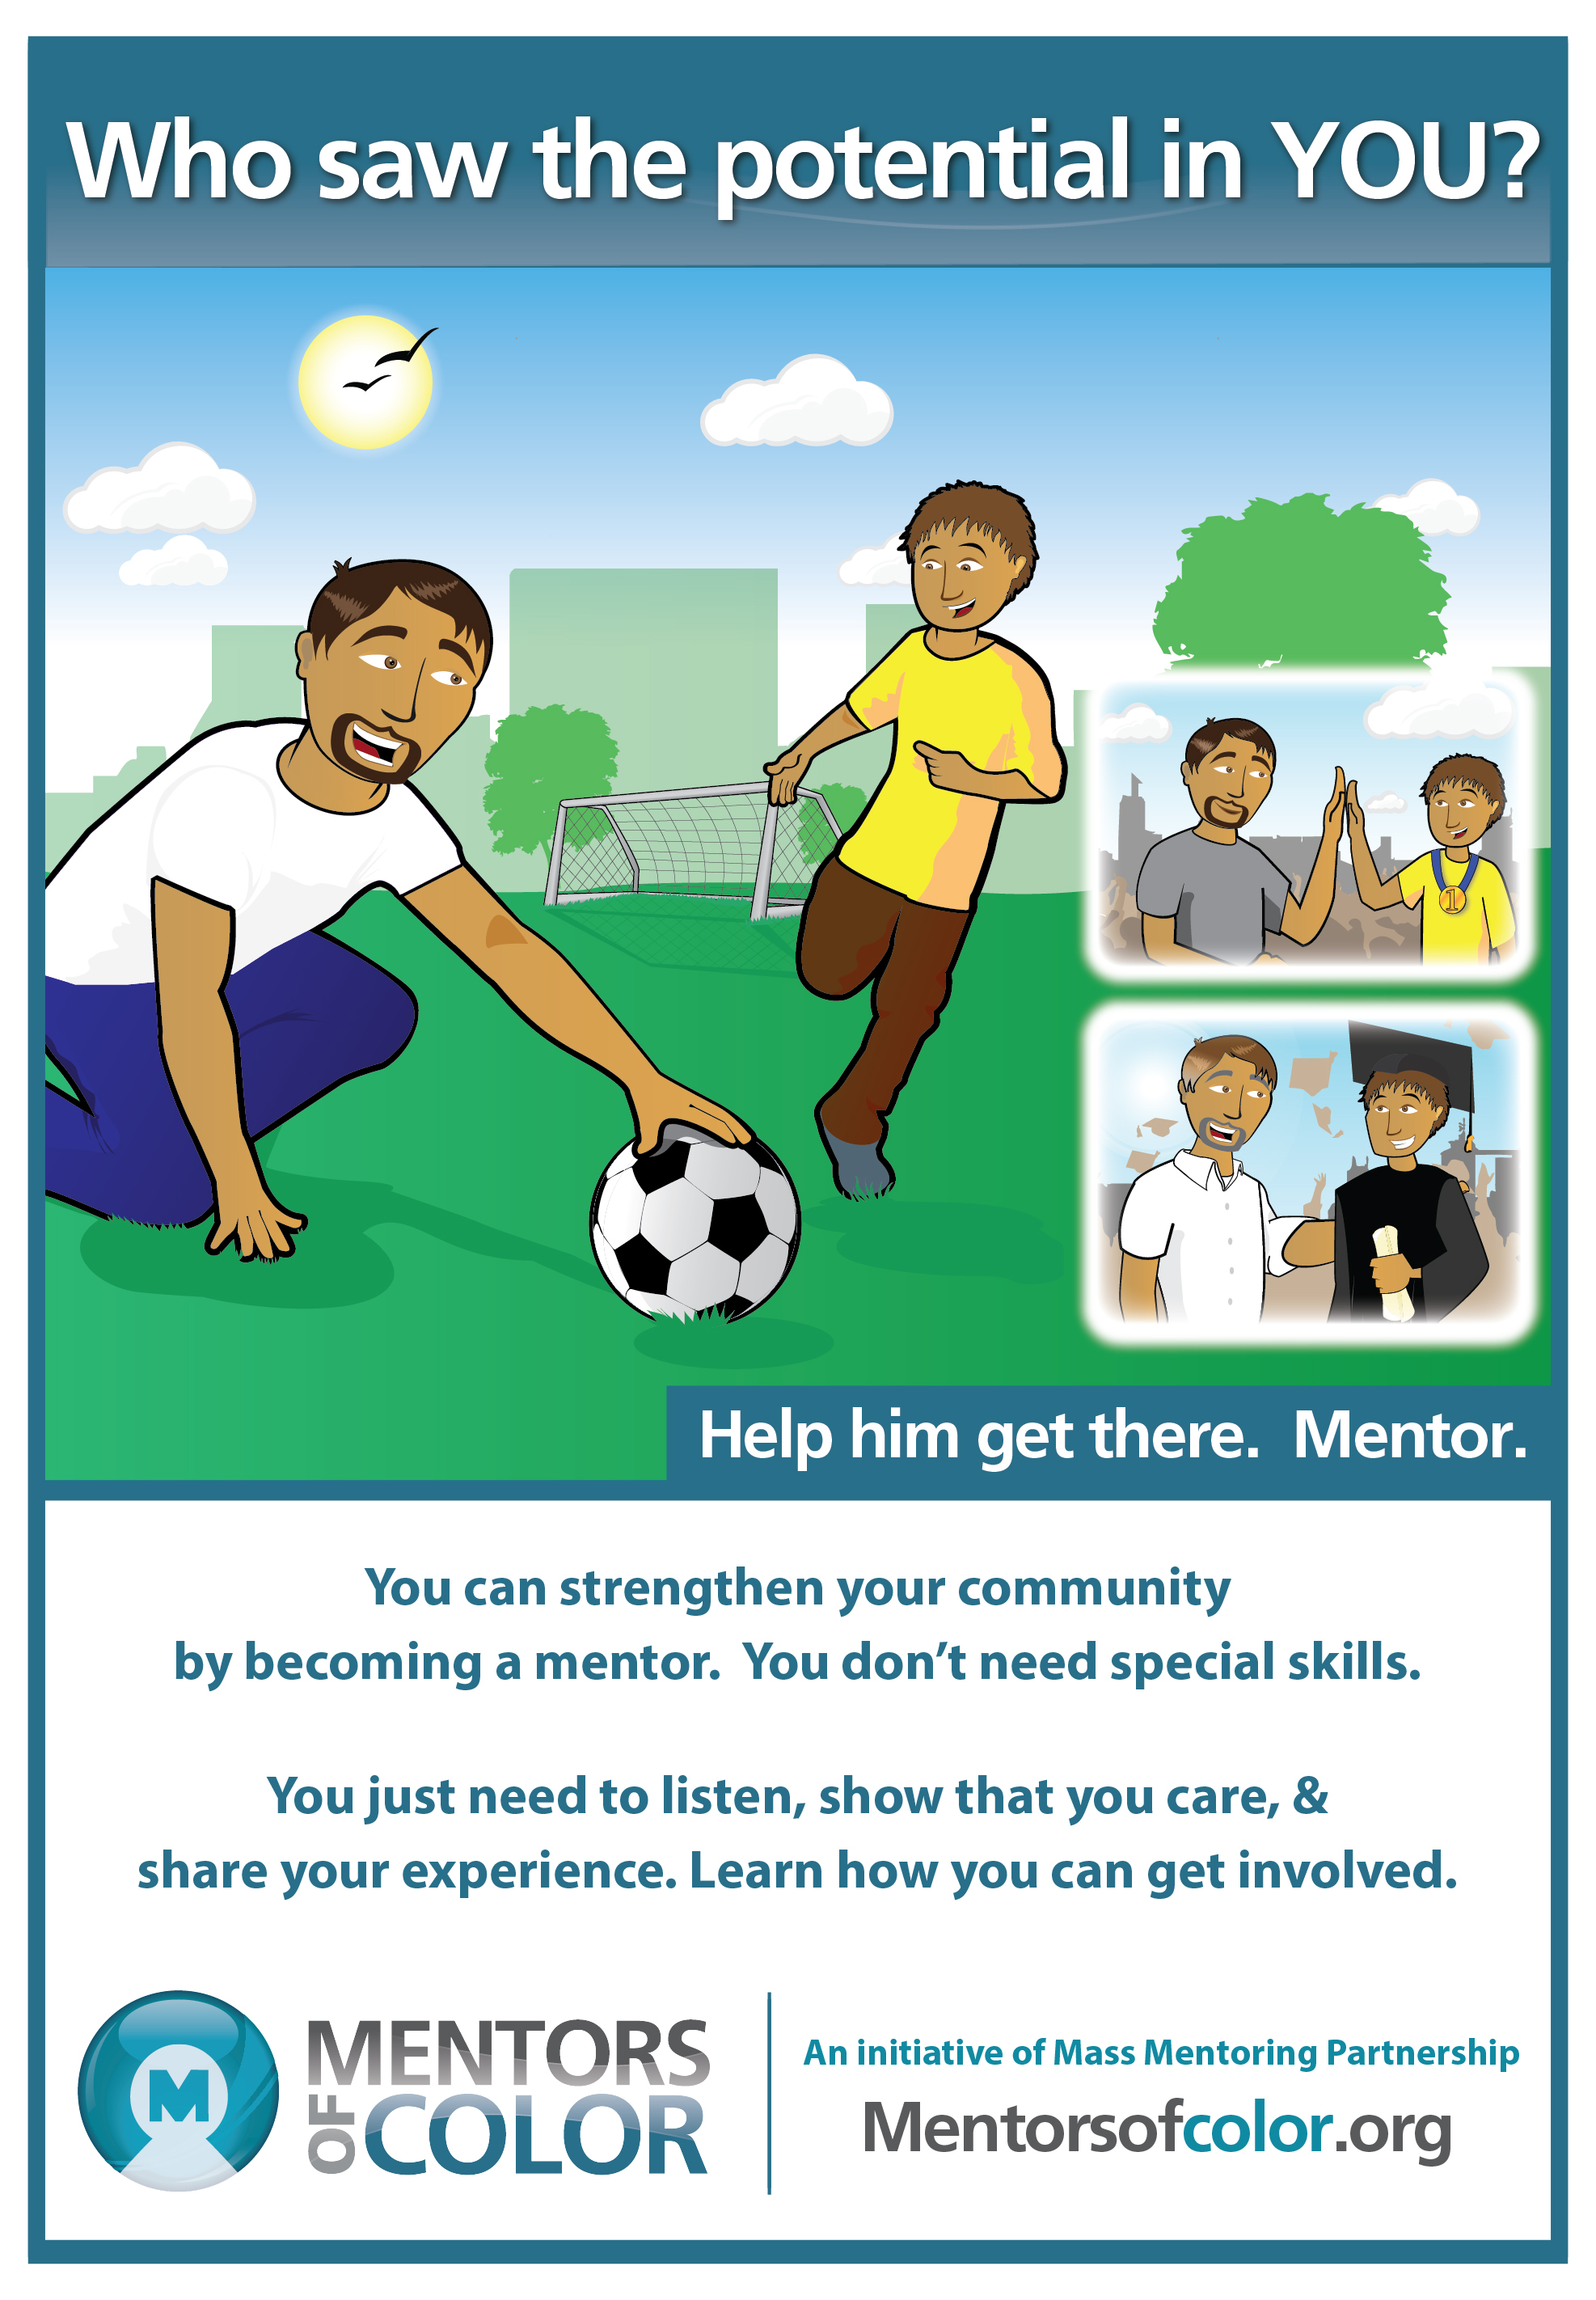 Who saw the potential in YOU?
1
Help him get there. Mentor.
You can strengthen your community
by becoming a mentor. You don't need special skills.
You just need to listen, show that you care, &
share your experience. Learn how you can get involved.
M
MENTORS
OF COLOR
An initiative of Mass Mentoring Partnership
Mentorsofcolor.org